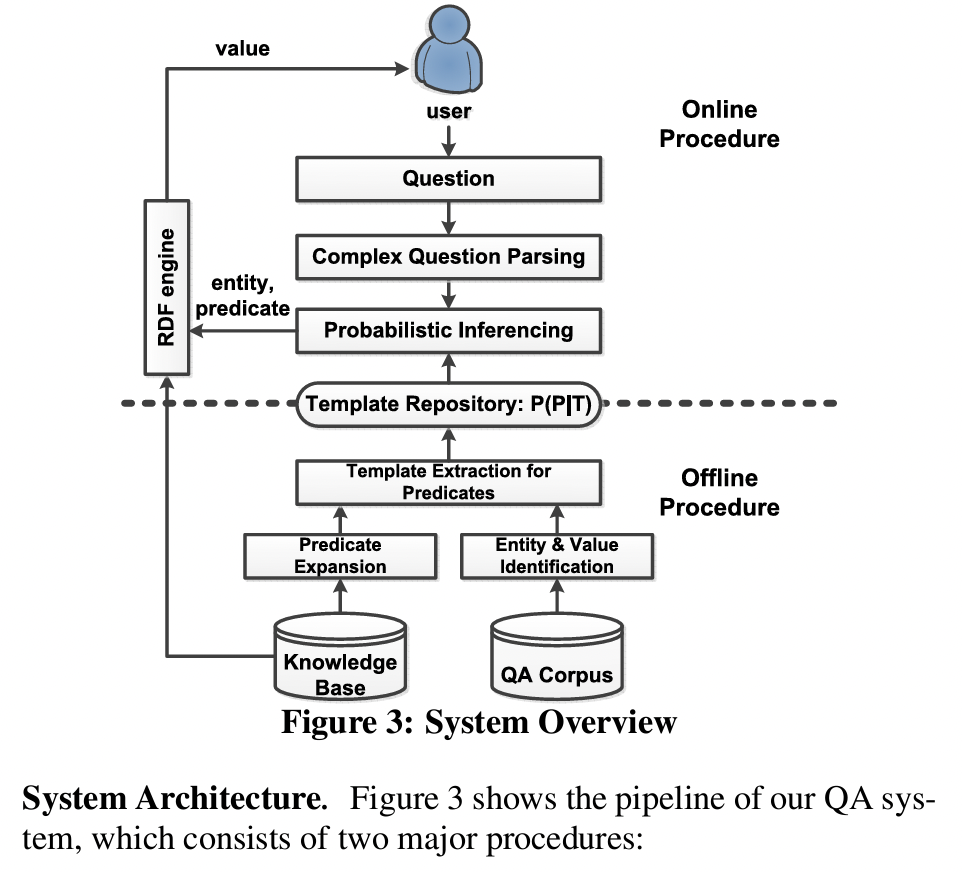 value
user
Online
Procedure
Question
Complex Question Parsing
entity,
predicate
RDF engine
Probabilistic Inferencing
Template Repository: P(P|T)
Template Extraction for
Predicates
Offline
Procedure
Predicate
Expansion
Entity & Value
Identification
Knowledge
Base
QA Corpus
Figure 3: System Overview
System Architecture. Figure 3 shows the pipeline of our QA sys-
tem, which consists of two major procedures: